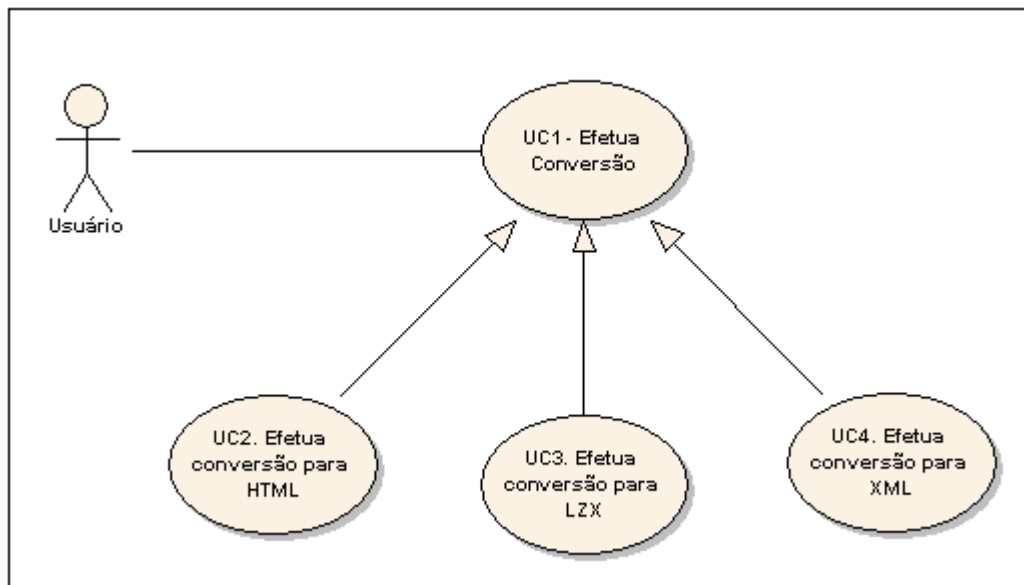 UC1 - Efetua
Conversão
Usuário
UC2. Efetua
conversão para
HTML
UC3. Efetua
conversão para
LZX
UC4. Efetua
conversão para
XML